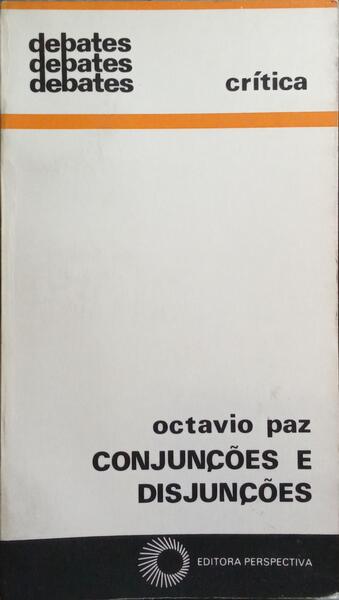 debates
debates
debates
crítica
octavio paz
CONJUNÇÕES E
DISJUNÇÕES
EDITORA PERSPECTIVA